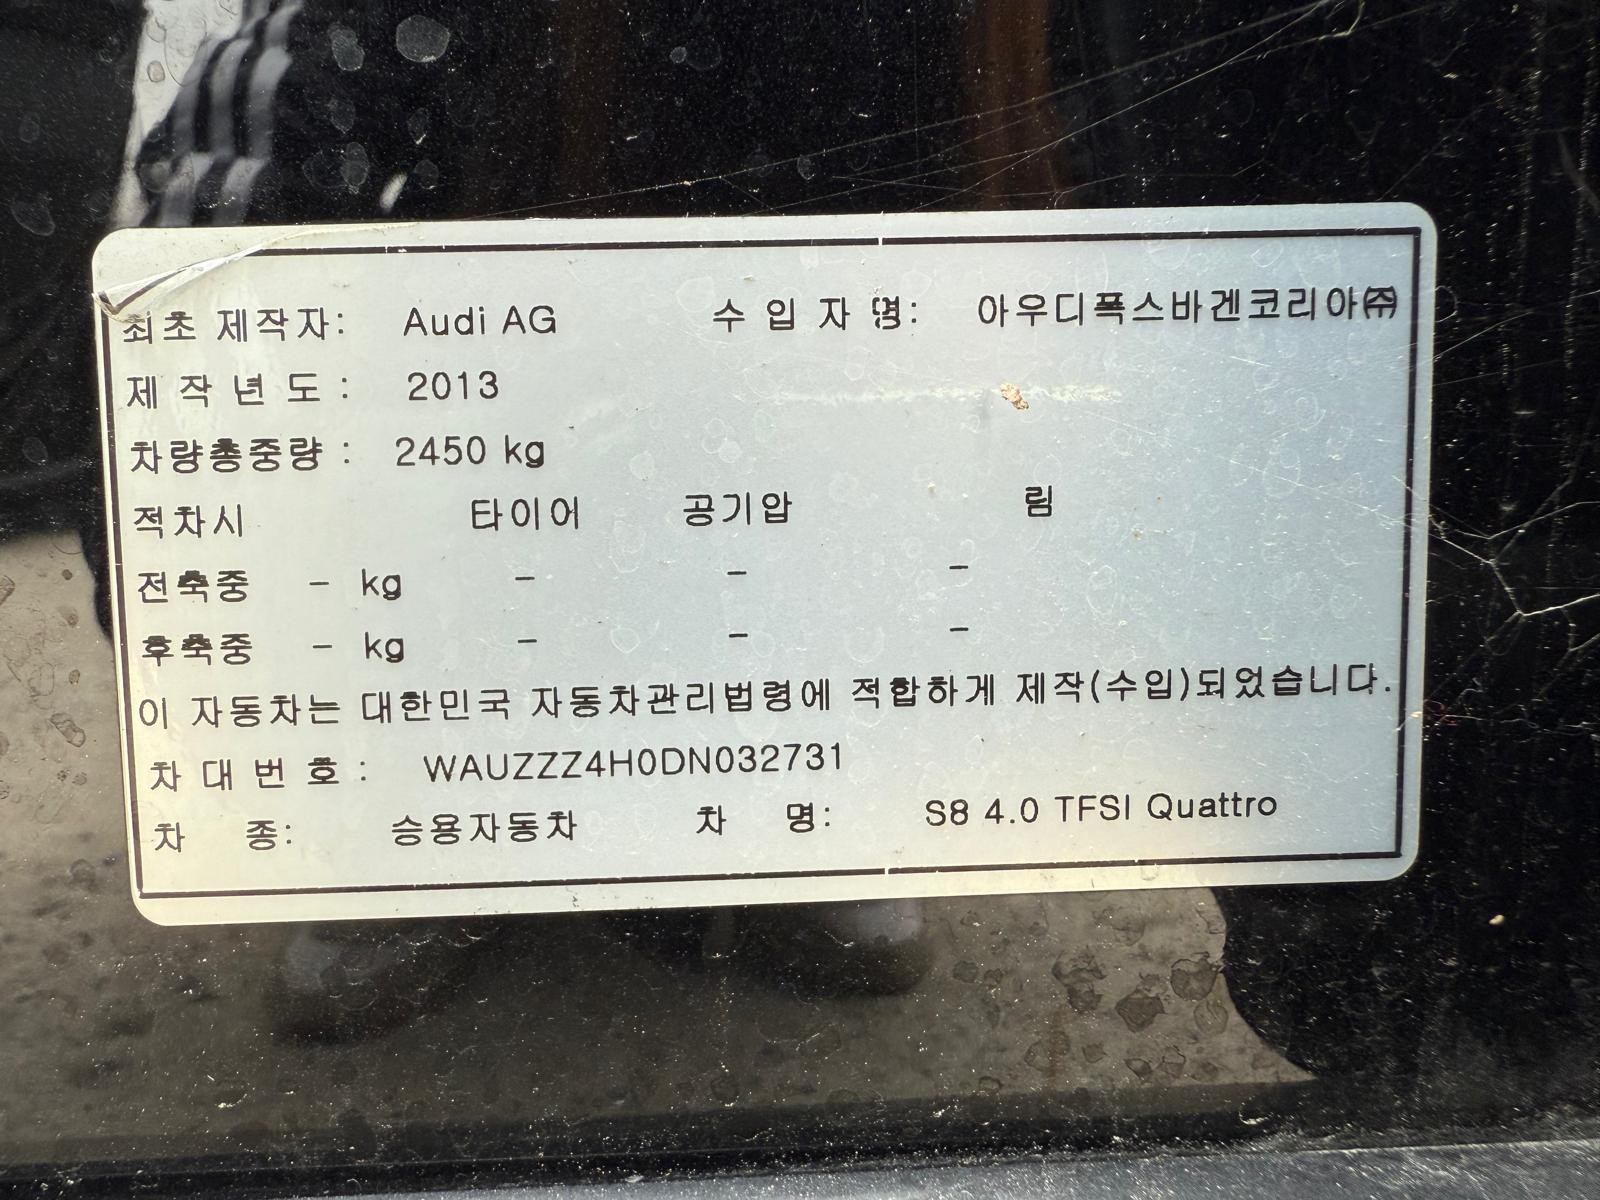 최초 제작자: Audi AG 수 입 자 명: 아우디폭스바겐코리아㈜
제 작 년 도 : 2013
차량총중량 : 2450 kg
적차시 타이어 공기압 림
전축중 - kg - - -
후축중 - kg - - -
이 자동차는 대한민국 자동차관리법령에 적합하게 제작(수입)되었습니다.
차 대 번 호 : WAUZZZ4H0DN032731
차 종: 승용자동차 차 명: S8 4.0 TFSI Quattro